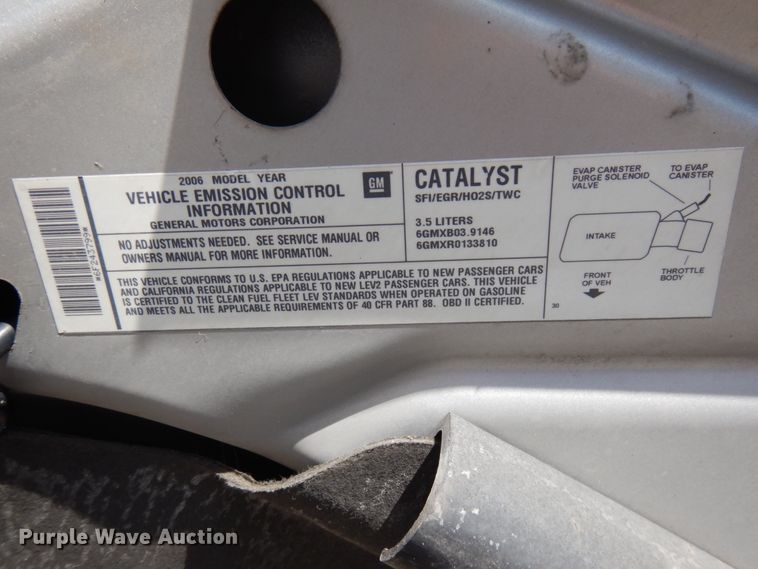 2006 MODEL YEAR
VEHICLE EMISSION CONTROL
INFORMATION
GENERAL MOTORS CORPORATION
GM
NO ADJUSTMENTS NEEDED. SEE SERVICE MANUAL OR
OWNERS MANUAL FOR MORE INFORMATION.
CATALYST
SFI/EGR/HO2S/TWC
3.5 LITERS
6GMXB03.9146
6GMXR0133810
THIS VEHICLE CONFORMS TO U.S. EPA REGULATIONS APPLICABLE TO NEW PASSENGER CARS
AND CALIFORNIA REGULATIONS APPLICABLE TO NEW LEV2 PASSENGER CARS. THIS VEHICLE
IS CERTIFIED TO THE CLEAN FUEL FLEET LEV STANDARDS WHEN OPERATED ON GASOLINE
AND MEETS ALL THE APPLICABLE REQUIREMENTS OF 40 CFR PART 88. OBD II CERTIFIED.
EVAP CANISTER
PURGE SOLENOID
VALVE
TO EVAP
CANISTER
INTAKE
FRONT
OF VEH
THROTTLE
BODY
30
*6F243799*
Purple Wave Auction